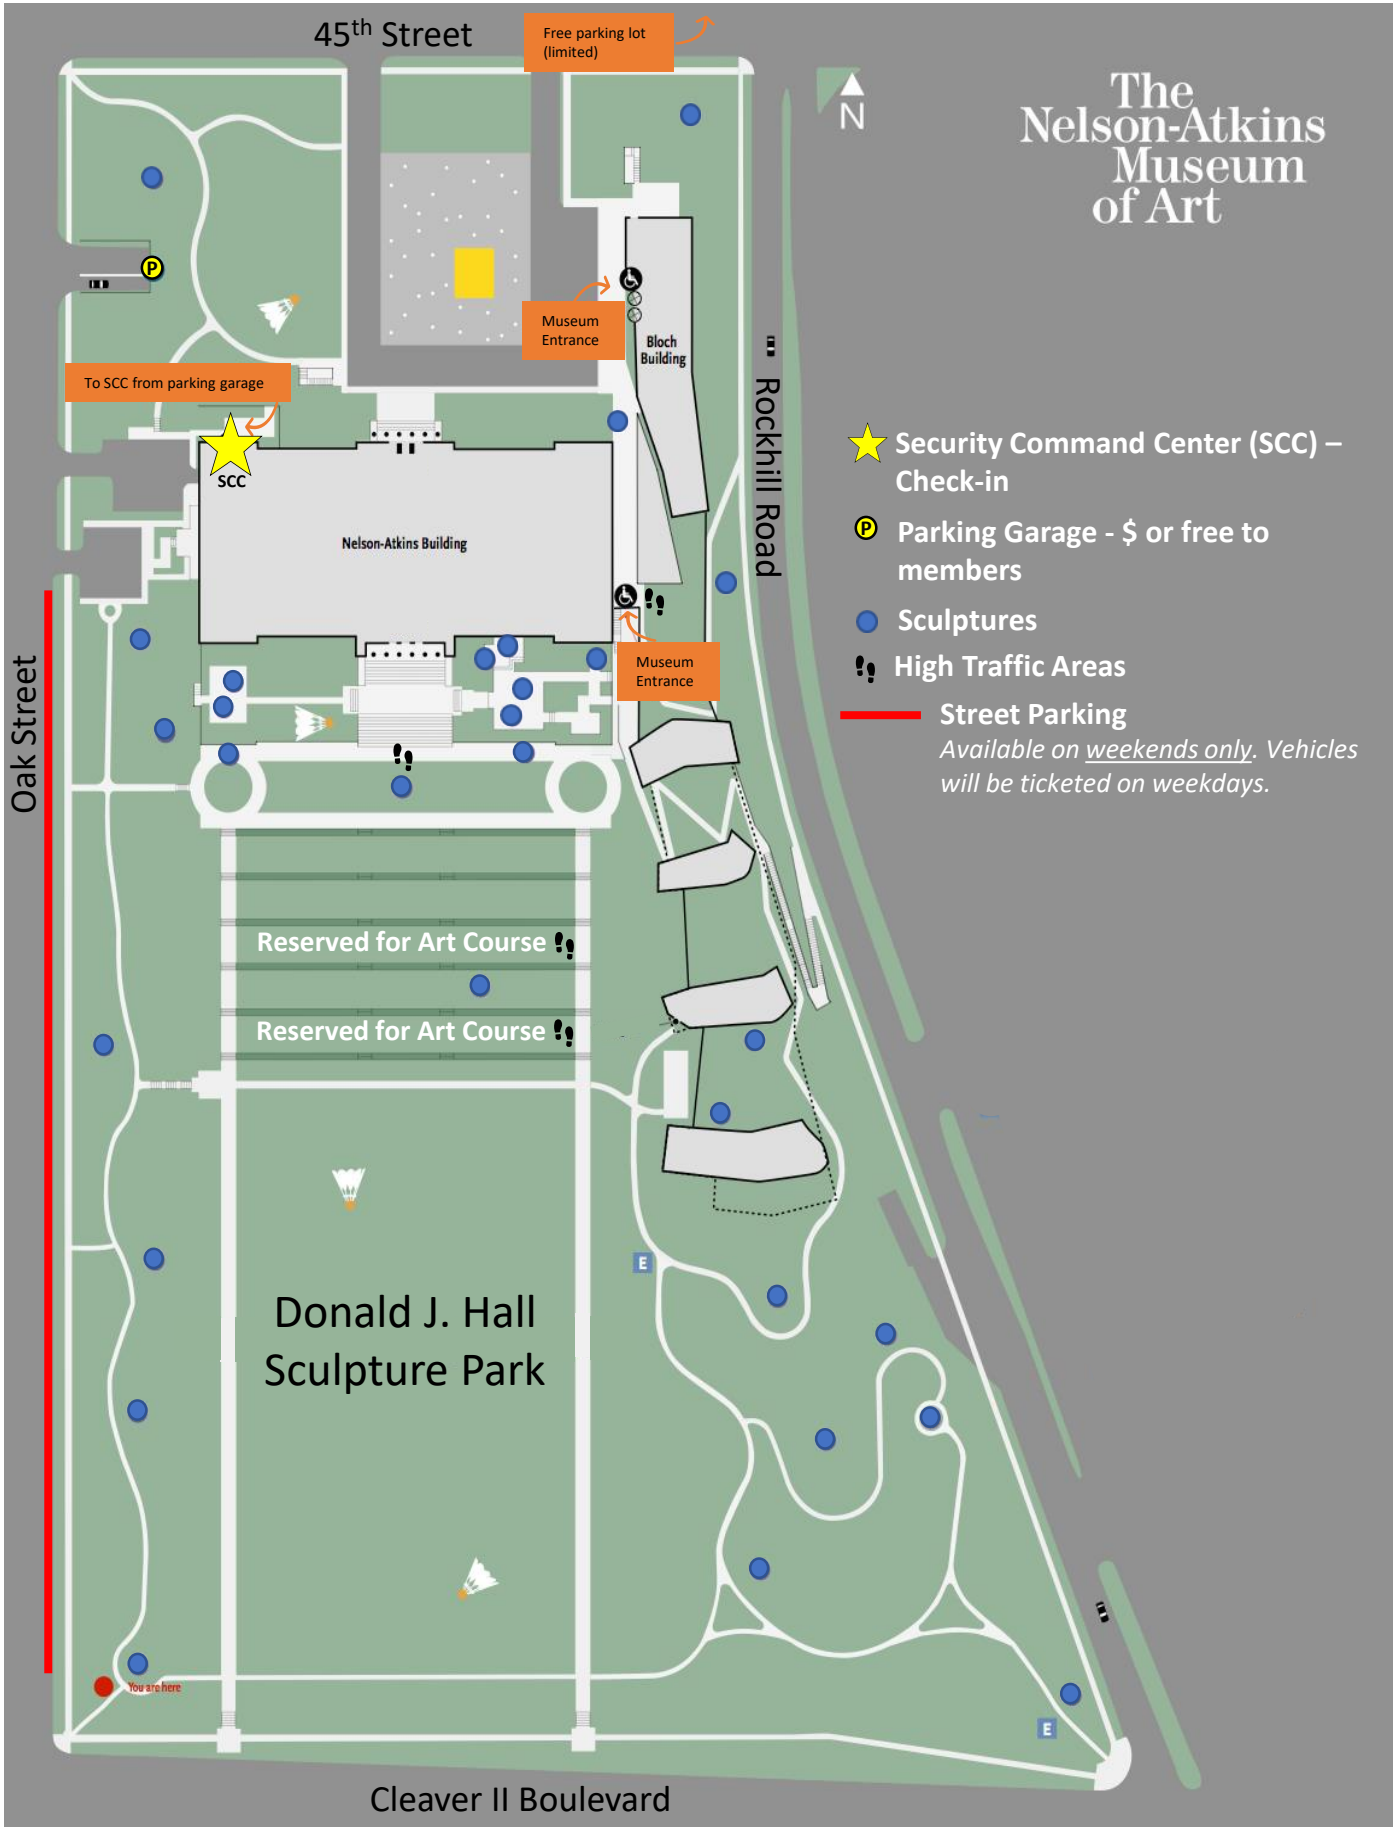 45th Street
Free parking lot
(limited)
N
The
Nelson-Atkins
Museum
of Art
P
Museum
Entrance
Bloch
Building
To SCC from parking garage
SCC
Nelson-Atkins Building
Rockhill Road
Security Command Center (SCC) –
Check-in
P
Parking Garage - $ or free to
members
Sculptures
High Traffic Areas
Street Parking
Available on weekends only. Vehicles
will be ticketed on weekdays.
Museum
Entrance
Oak Street
Reserved for Art Course
Reserved for Art Course
E
Donald J. Hall
Sculpture Park
You are here
E
Cleaver II Boulevard